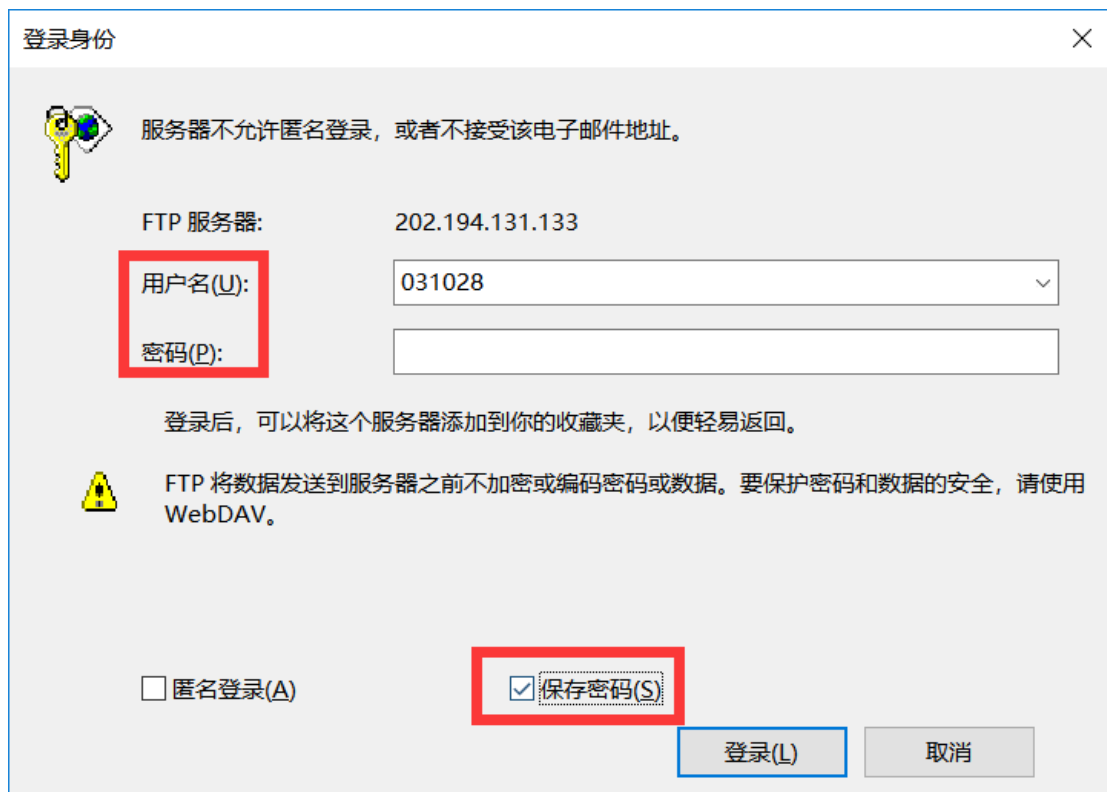 登录身份
服务器不允许匿名登录，或者不接受该电子邮件地址。
FTP 服务器: 202.194.131.133
用户名(U): 031028
密码(P):
登录后，可以将这个服务器添加到你的收藏夹，以便轻易返回。
FTP 将数据发送到服务器之前不加密或编码密码或数据。要保护密码和数据的安全，请使用
WebDAV。
匿名登录(A) 保存密码(S)
登录(L) 取消